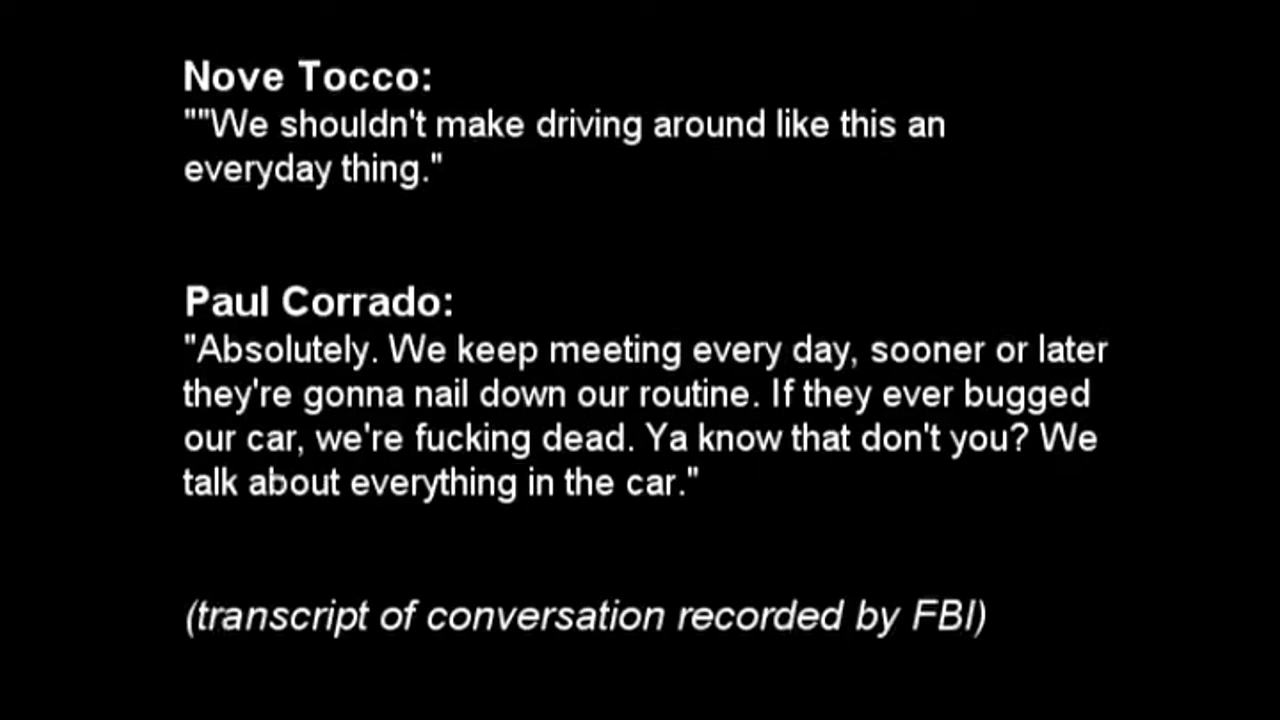 Nove Tocco:
""We shouldn't make driving around like this an
everyday thing."
Paul Corrado:
"Absolutely. We keep meeting every day, sooner or later
they're gonna nail down our routine. If they ever bugged
our car, we're fucking dead. Ya know that don't you? We
talk about everything in the car."
(transcript of conversation recorded by FBI)